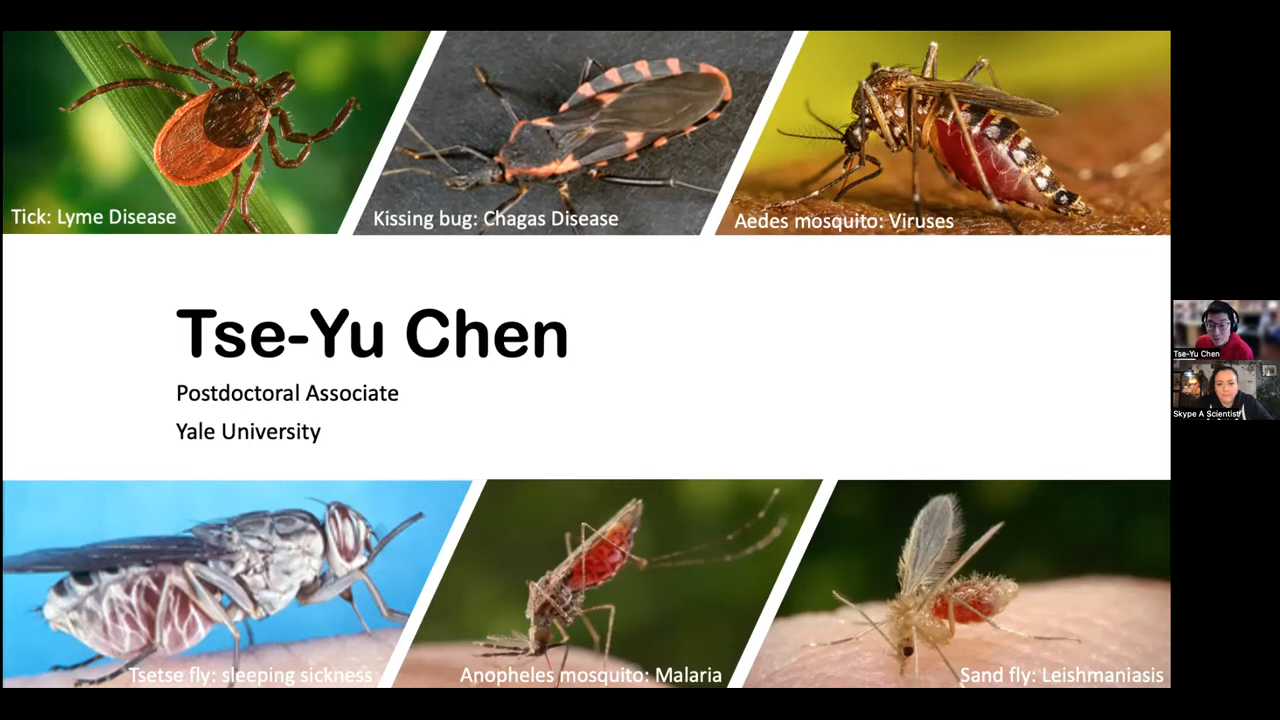 Tick: Lyme Disease
Kissing bug: Chagas Disease
Aedes mosquito: Viruses
Tse-Yu Chen
Postdoctoral Associate
Yale University
Tse-Yu Chen
Skype A Scientist
Tsetse fly: sleeping sickness
Anopheles mosquito: Malaria
Sand fly: Leishmaniasis